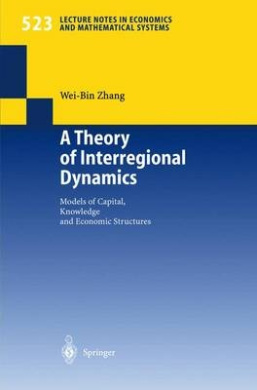 523
LECTURE NOTES IN ECONOMICS
AND MATHEMATICAL SYSTEMS
Wei-Bin Zhang
A Theory
of Interregional
Dynamics
Models of Capital,
Knowledge
and Economic Structures
Springer